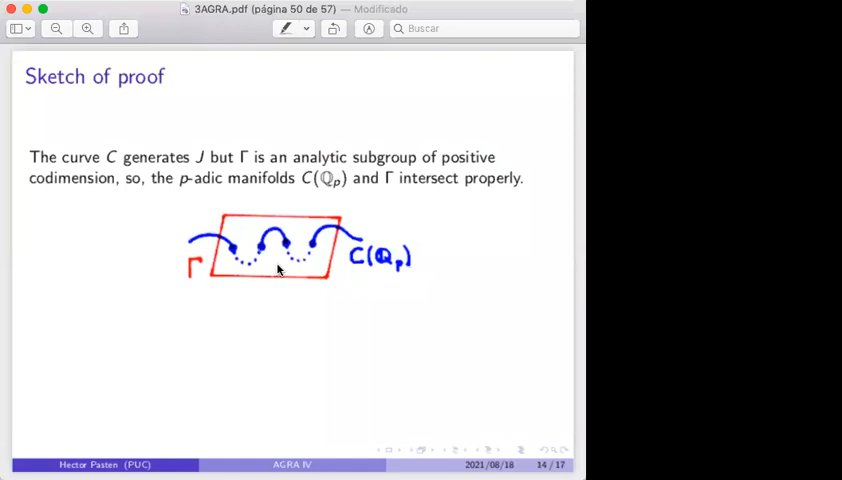 3AGRA.pdf (página 50 de 57) — Modificado
Buscar
Sketch of proof
The curve C generates J but Γ is an analytic subgroup of positive
codimension, so, the p-adic manifolds C(ℚₚ) and Γ intersect properly.
Γ
C(ℚₚ)
Hector Pasten (PUC) AGRA IV 2021/08/18 14 / 17